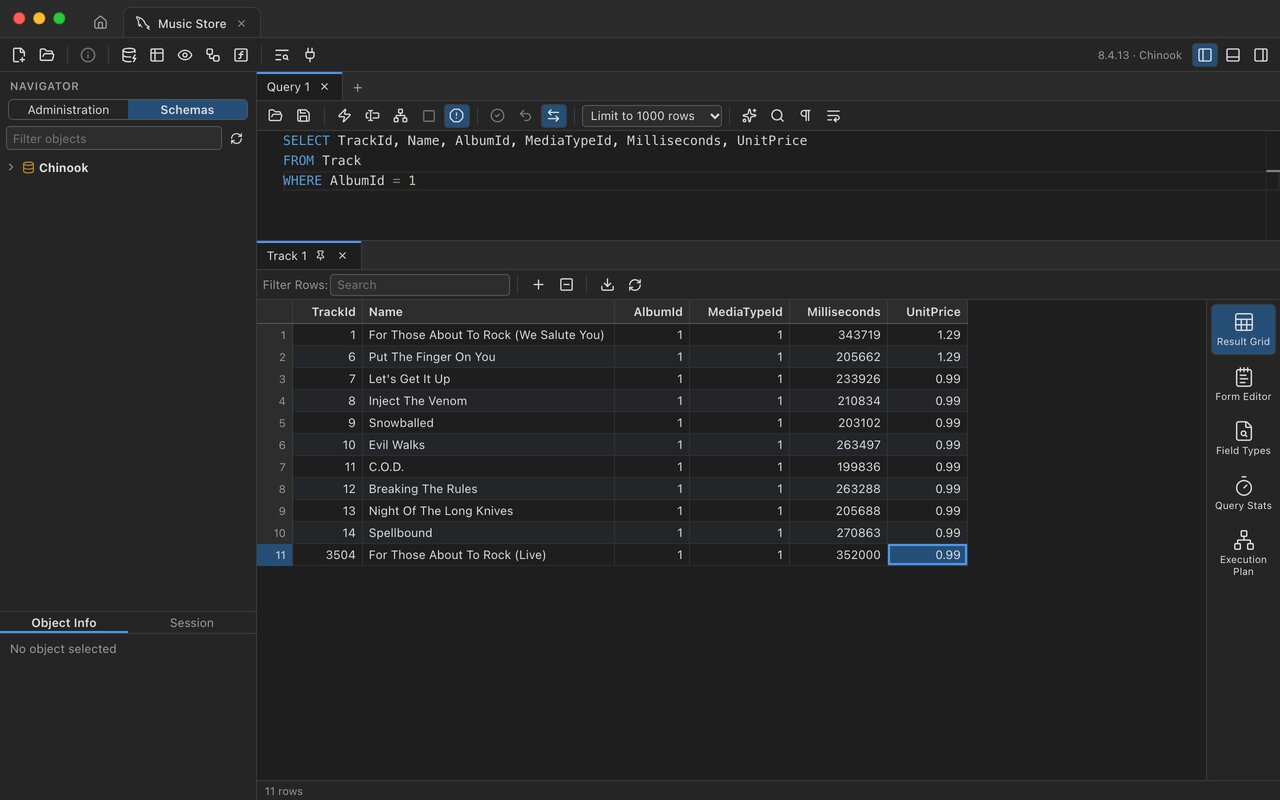 Music Store
8.4.13 · Chinook
NAVIGATOR
Administration Schemas
Filter objects
Chinook
Object Info Session
No object selected
Query 1
Limit to 1000 rows
SELECT TrackId, Name, AlbumId, MediaTypeId, Milliseconds, UnitPrice
FROM Track
WHERE AlbumId = 1
Track 1
Filter Rows: Search
TrackId Name AlbumId MediaTypeId Milliseconds UnitPrice
1 1 For Those About To Rock (We Salute You) 1 1 343719 1.29
2 6 Put The Finger On You 1 1 205662 1.29
3 7 Let's Get It Up 1 1 233926 0.99
4 8 Inject The Venom 1 1 210834 0.99
5 9 Snowballed 1 1 203102 0.99
6 10 Evil Walks 1 1 263497 0.99
7 11 C.O.D. 1 1 199836 0.99
8 12 Breaking The Rules 1 1 263288 0.99
9 13 Night Of The Long Knives 1 1 205688 0.99
10 14 Spellbound 1 1 270863 0.99
11 3504 For Those About To Rock (Live) 1 1 352000 0.99
Result Grid
Form Editor
Field Types
Query Stats
Execution
Plan
11 rows